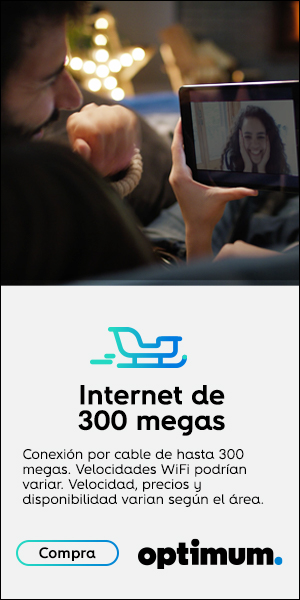 Internet de
300 megas
Conexión por cable de hasta 300
megas. Velocidades WiFi podrían
variar. Velocidad, precios y
disponibilidad varian según el área.
Compra
optimum.